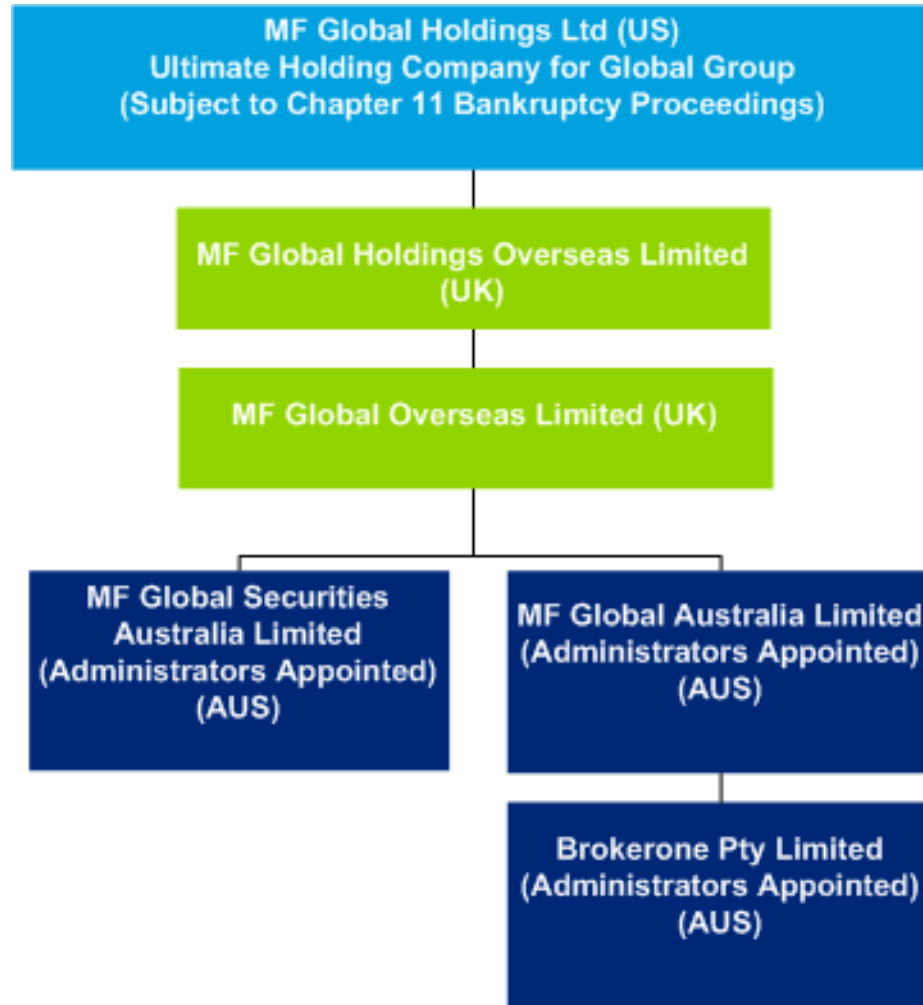 MF Global Holdings Ltd (US)
Ultimate Holding Company for Global Group
(Subject to Chapter 11 Bankruptcy Proceedings)
MF Global Holdings Overseas Limited
(UK)
MF Global Overseas Limited (UK)
MF Global Securities
Australia Limited
(Administrators Appointed)
(AUS)
MF Global Australia Limited
(Administrators Appointed)
(AUS)
Brokerone Pty Limited
(Administrators Appointed)
(AUS)